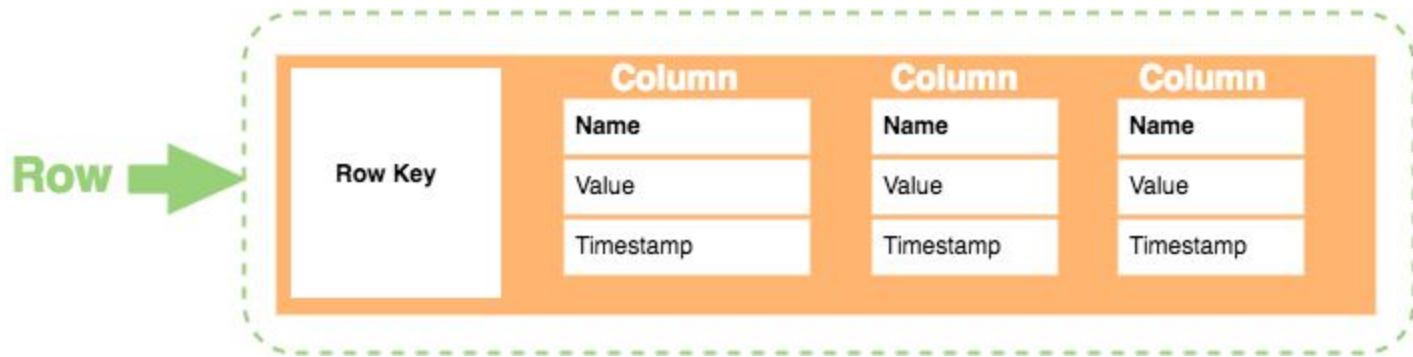 Row
Row Key
Column
Name
Value
Timestamp
Column
Name
Value
Timestamp
Column
Name
Value
Timestamp